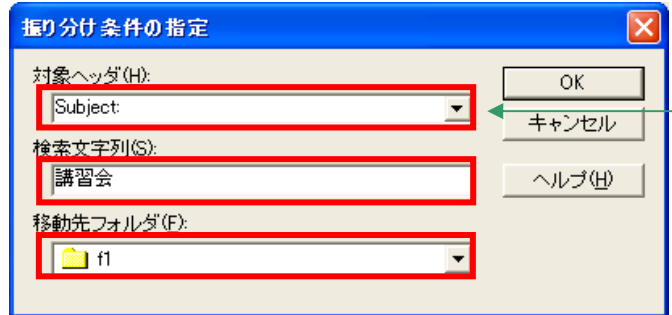 振り分け条件の指定
対象ヘッダ(H):
Subject:
検索文字列(S):
講習会
移動先フォルダ(F):
f1
OK
キャンセル
ヘルプ(H)